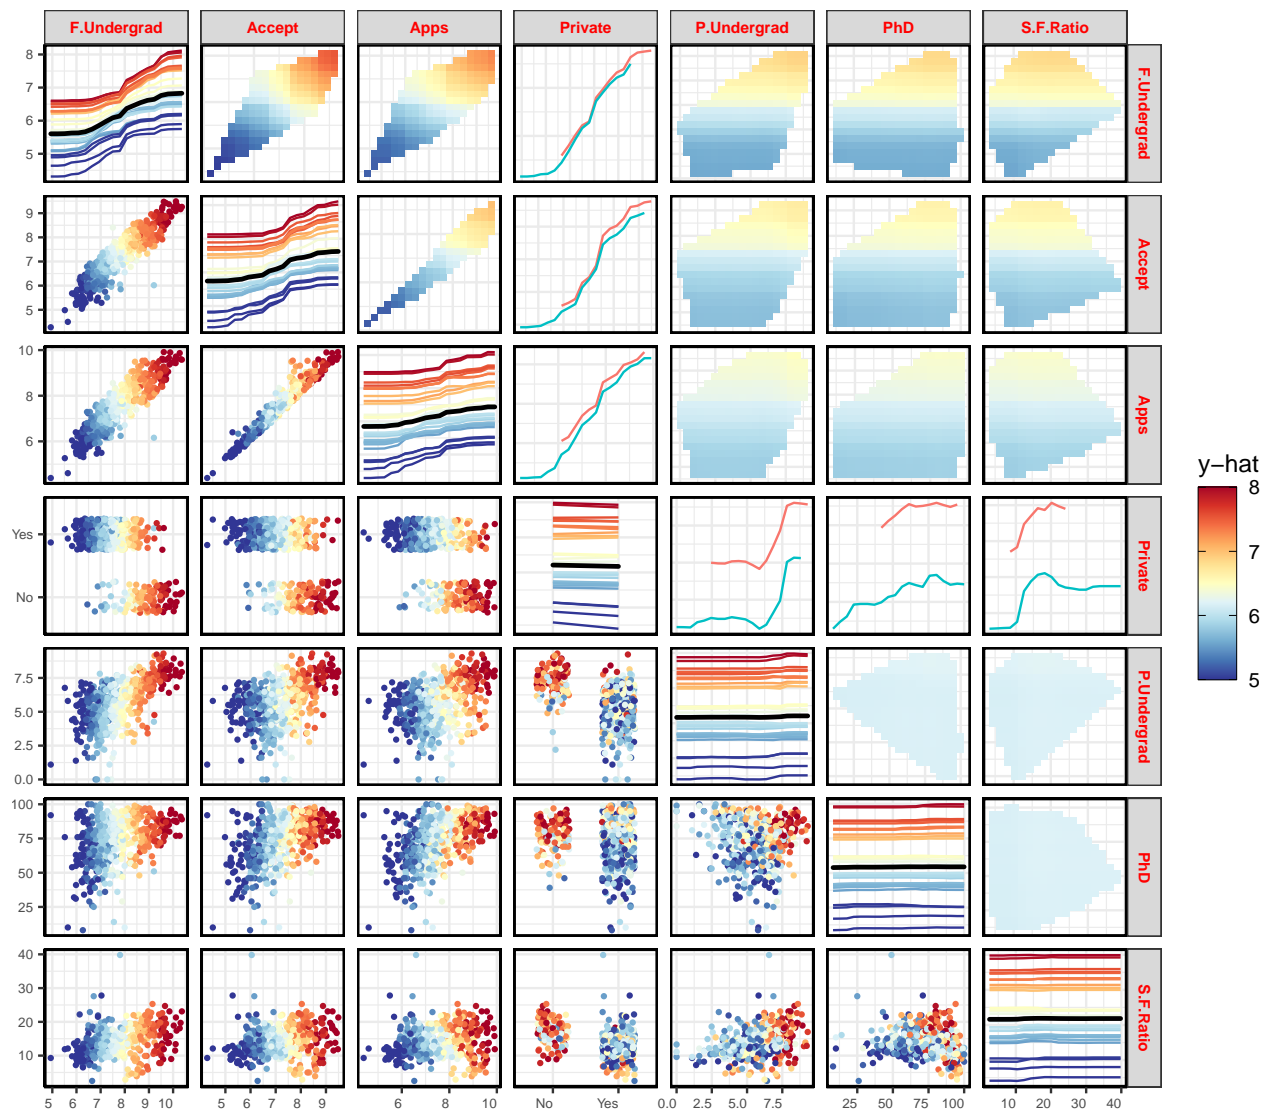 F.Undergrad Accept Apps Private P.Undergrad PhD S.F.Ratio
8
7
6
5
F.Undergrad
9
8
7
6
5
Accept
10
8
6
Apps
Yes
No
Private
7.5
5.0
2.5
0.0
P.Undergrad
100
75
50
25
PhD
40
30
20
10
S.F.Ratio
5 6 7 8 9 10 5 6 7 8 9 6 8 10 No Yes 0.0 2.5 5.0 7.5 25 50 75 100 10 20 30 40
y−hat
8
7
6
5